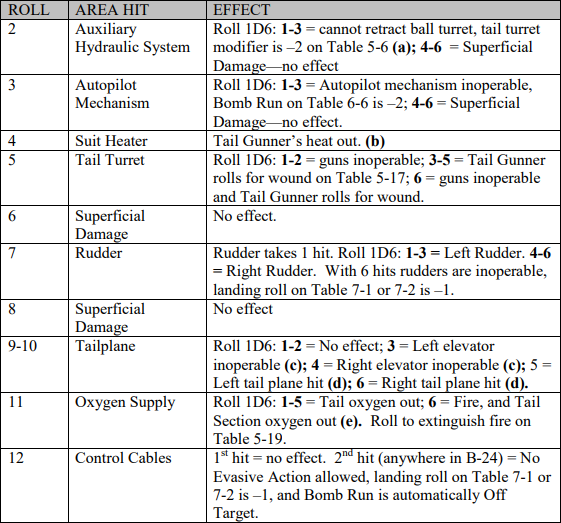 ROLL AREA HIT EFFECT
2 Auxiliary Roll 1D6: 1-3 = cannot retract ball turret, tail turret
Hydraulic System modifier is –2 on Table 5-6 (a); 4-6 = Superficial
Damage—no effect
3 Autopilot Roll 1D6: 1-3 = Autopilot mechanism inoperable,
Mechanism Bomb Run on Table 6-6 is –2; 4-6 = Superficial
Damage—no effect.
4 Suit Heater Tail Gunner’s heat out. (b)
5 Tail Turret Roll 1D6: 1-2 = guns inoperable; 3-5 = Tail Gunner
rolls for wound on Table 5-17; 6 = guns inoperable
and Tail Gunner rolls for wound.
6 Superficial No effect.
Damage
7 Rudder Rudder takes 1 hit. Roll 1D6: 1-3 = Left Rudder. 4-6
= Right Rudder. With 6 hits rudders are inoperable,
landing roll on Table 7-1 or 7-2 is –1.
8 Superficial No effect
Damage
9-10 Tailplane Roll 1D6: 1-2 = No effect; 3 = Left elevator
inoperable (c); 4 = Right elevator inoperable (c); 5 =
Left tail plane hit (d); 6 = Right tail plane hit (d).
11 Oxygen Supply Roll 1D6: 1-5 = Tail oxygen out; 6 = Fire, and Tail
Section oxygen out (e). Roll to extinguish fire on
Table 5-19.
12 Control Cables 1st hit = no effect. 2nd hit (anywhere in B-24) = No
Evasive Action allowed, landing roll on Table 7-1 or
7-2 is –1, and Bomb Run is automatically Off
Target.